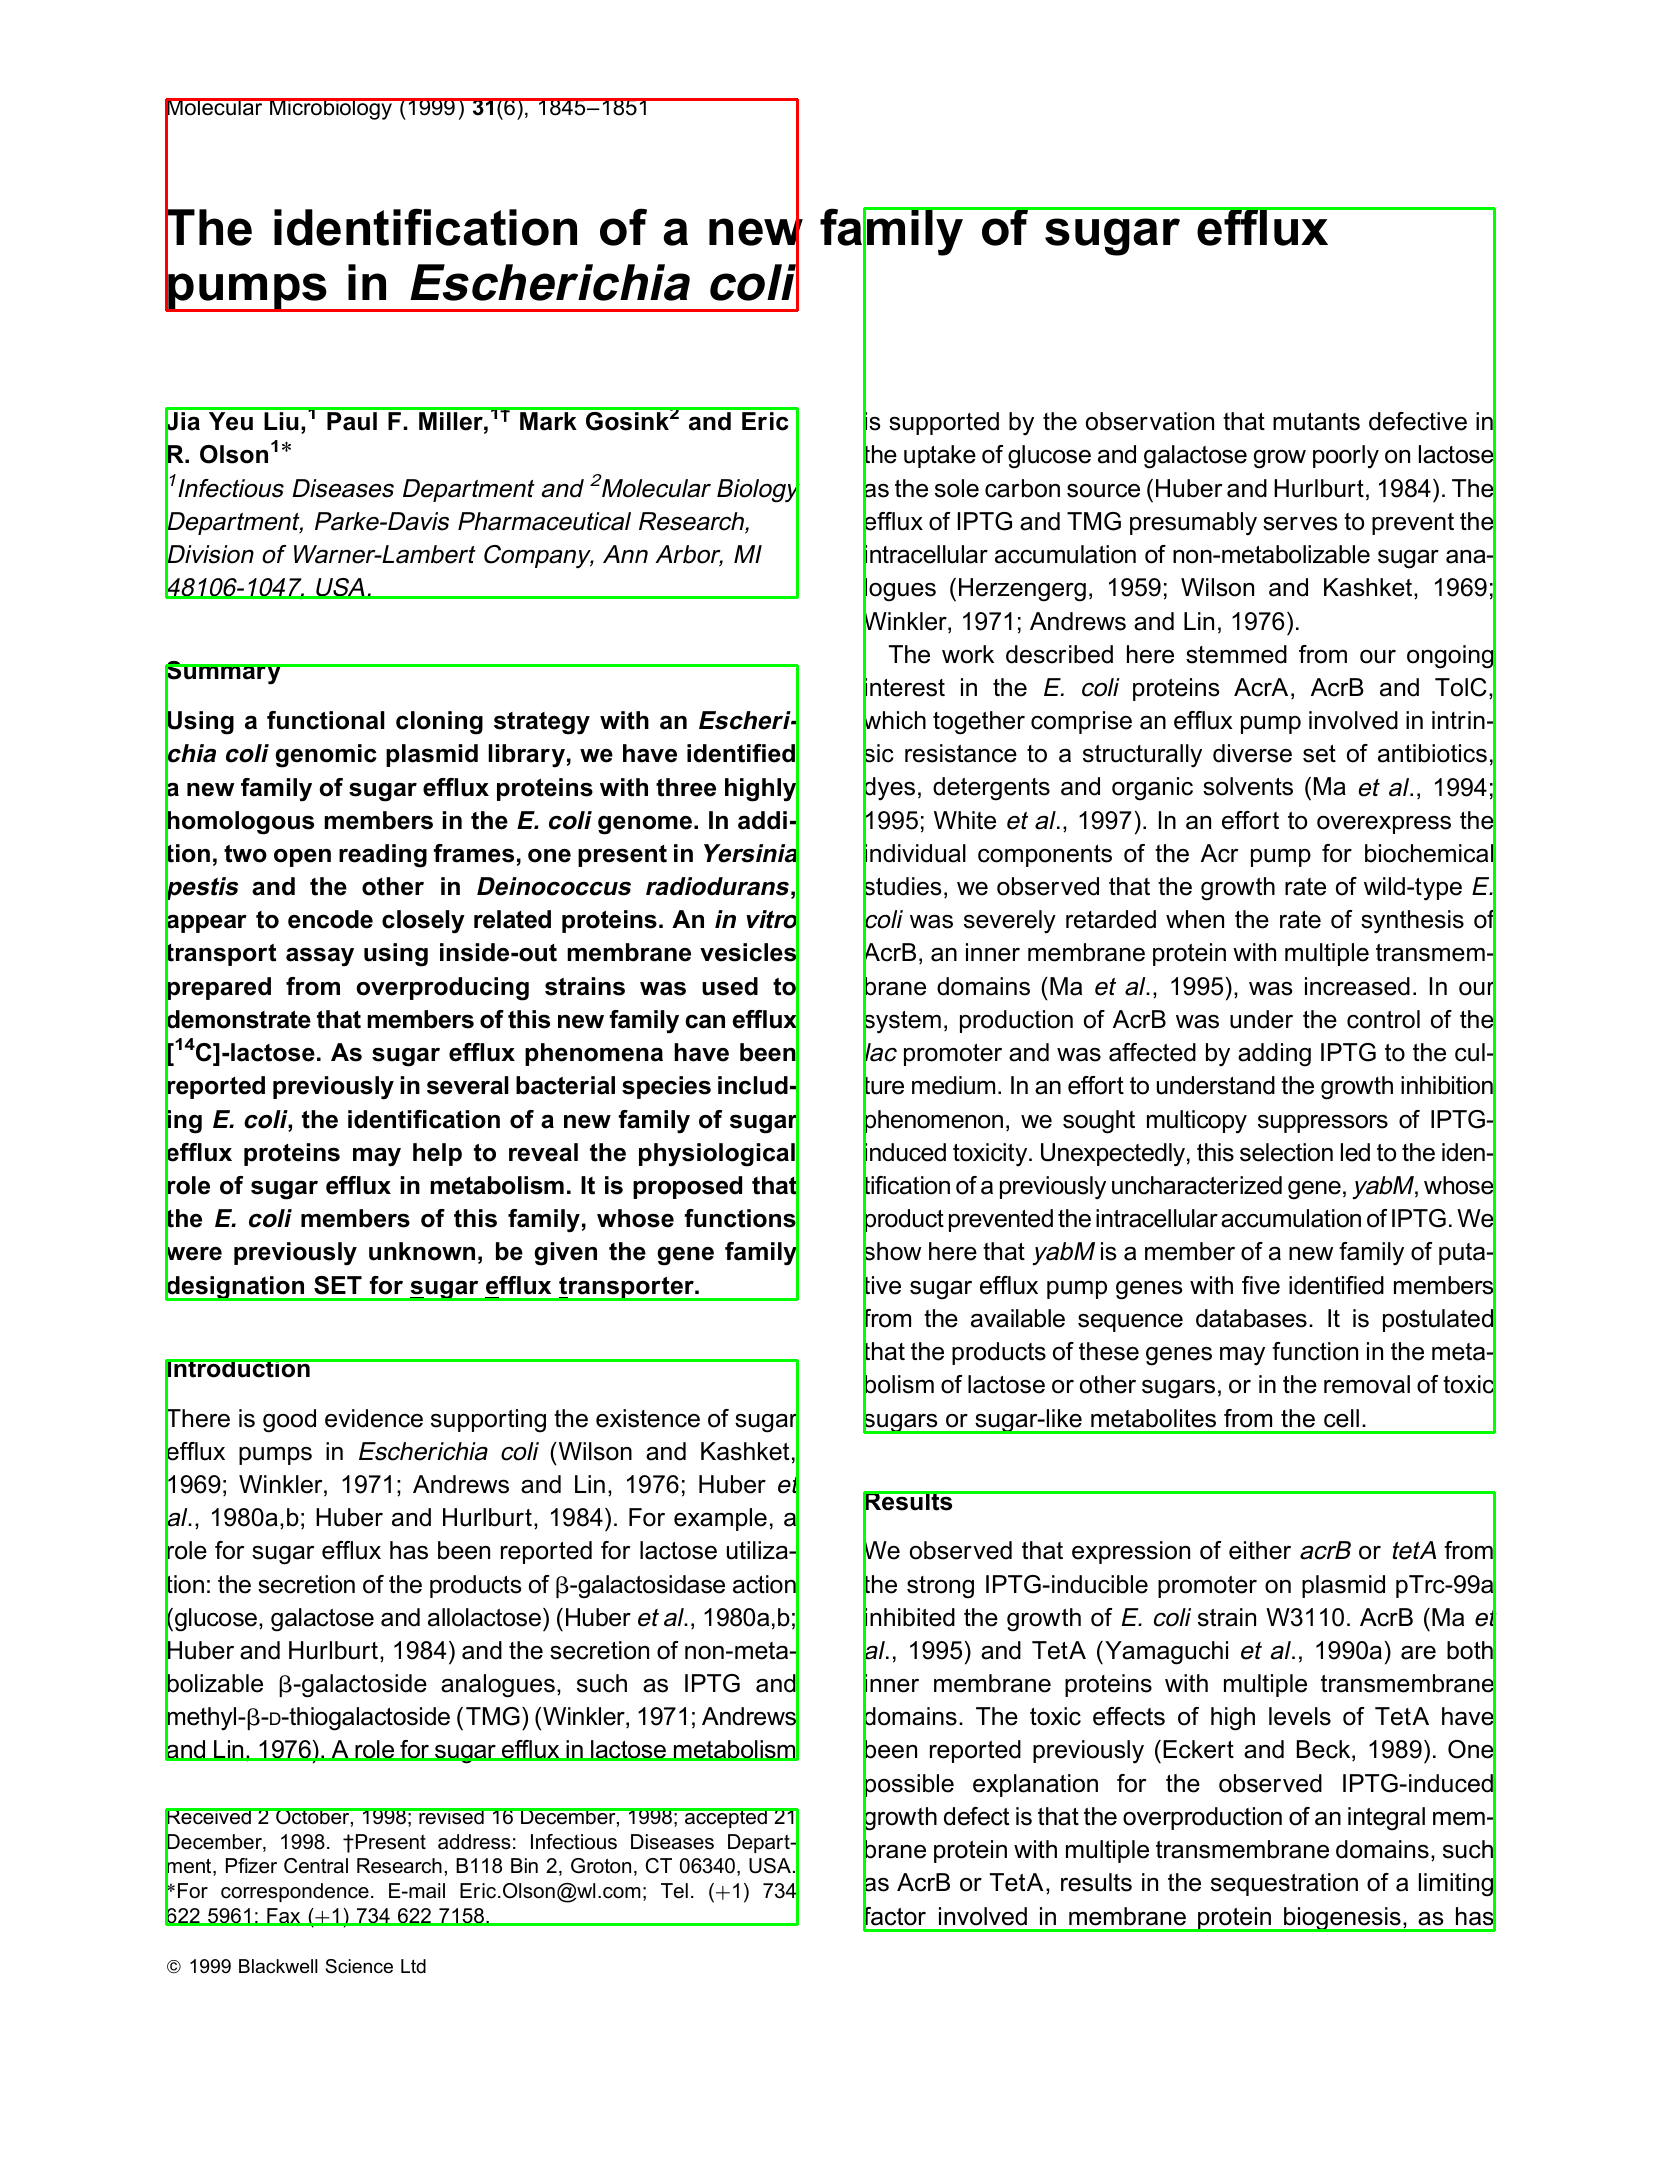 Molecular Microbiology (1999) 31(6), 1845–1851
The identification of a new family of sugar efflux
pumps in Escherichia coli
Jia Yeu Liu,1 Paul F. Miller,1† Mark Gosink2 and Eric
R. Olson1*
1Infectious Diseases Department and 2Molecular Biology
Department, Parke-Davis Pharmaceutical Research,
Division of Warner-Lambert Company, Ann Arbor, MI
48106-1047, USA.
Summary
Using a functional cloning strategy with an Escheri-
chia coli genomic plasmid library, we have identified
a new family of sugar efflux proteins with three highly
homologous members in the E. coli genome. In addi-
tion, two open reading frames, one present in Yersinia
pestis and the other in Deinococcus radiodurans,
appear to encode closely related proteins. An in vitro
transport assay using inside-out membrane vesicles
prepared from overproducing strains was used to
demonstrate that members of this new family can efflux
[14C]-lactose. As sugar efflux phenomena have been
reported previously in several bacterial species includ-
ing E. coli, the identification of a new family of sugar
efflux proteins may help to reveal the physiological
role of sugar efflux in metabolism. It is proposed that
the E. coli members of this family, whose functions
were previously unknown, be given the gene family
designation SET for sugar efflux transporter.
Introduction
There is good evidence supporting the existence of sugar
efflux pumps in Escherichia coli (Wilson and Kashket,
1969; Winkler, 1971; Andrews and Lin, 1976; Huber et
al., 1980a,b; Huber and Hurlburt, 1984). For example, a
role for sugar efflux has been reported for lactose utiliza-
tion: the secretion of the products of β-galactosidase action
(glucose, galactose and allolactose) (Huber et al., 1980a,b;
Huber and Hurlburt, 1984) and the secretion of non-meta-
bolizable β-galactoside analogues, such as IPTG and
methyl-β-D-thiogalactoside (TMG) (Winkler, 1971; Andrews
and Lin, 1976). A role for sugar efflux in lactose metabolism
Received 2 October, 1998; revised 16 December, 1998; accepted 21
December, 1998. †Present address: Infectious Diseases Depart-
ment, Pfizer Central Research, B118 Bin 2, Groton, CT 06340, USA.
*For correspondence. E-mail Eric.Olson@wl.com; Tel. (+1) 734
622 5961; Fax (+1) 734 622 7158.
is supported by the observation that mutants defective in
the uptake of glucose and galactose grow poorly on lactose
as the sole carbon source (Huber and Hurlburt, 1984). The
efflux of IPTG and TMG presumably serves to prevent the
intracellular accumulation of non-metabolizable sugar ana-
logues (Herzengerg, 1959; Wilson and Kashket, 1969;
Winkler, 1971; Andrews and Lin, 1976).
The work described here stemmed from our ongoing
interest in the E. coli proteins AcrA, AcrB and TolC,
which together comprise an efflux pump involved in intrin-
sic resistance to a structurally diverse set of antibiotics,
dyes, detergents and organic solvents (Ma et al., 1994;
1995; White et al., 1997). In an effort to overexpress the
individual components of the Acr pump for biochemical
studies, we observed that the growth rate of wild-type E.
coli was severely retarded when the rate of synthesis of
AcrB, an inner membrane protein with multiple transmem-
brane domains (Ma et al., 1995), was increased. In our
system, production of AcrB was under the control of the
lac promoter and was affected by adding IPTG to the cul-
ture medium. In an effort to understand the growth inhibition
phenomenon, we sought multicopy suppressors of IPTG-
induced toxicity. Unexpectedly, this selection led to the iden-
tification of a previously uncharacterized gene, yabM, whose
product prevented the intracellular accumulation of IPTG. We
show here that yabM is a member of a new family of puta-
tive sugar efflux pump genes with five identified members
from the available sequence databases. It is postulated
that the products of these genes may function in the meta-
bolism of lactose or other sugars, or in the removal of toxic
sugars or sugar-like metabolites from the cell.
Results
We observed that expression of either acrB or tetA from
the strong IPTG-inducible promoter on plasmid pTrc-99a
inhibited the growth of E. coli strain W3110. AcrB (Ma et
al., 1995) and TetA (Yamaguchi et al., 1990a) are both
inner membrane proteins with multiple transmembrane
domains. The toxic effects of high levels of TetA have
been reported previously (Eckert and Beck, 1989). One
possible explanation for the observed IPTG-induced
growth defect is that the overproduction of an integral mem-
brane protein with multiple transmembrane domains, such
as AcrB or TetA, results in the sequestration of a limiting
factor involved in membrane protein biogenesis, as has
© 1999 Blackwell Science Ltd